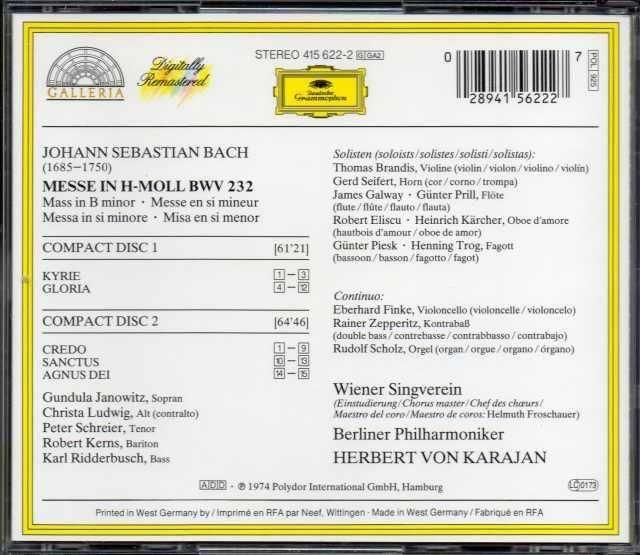 GALLERIA
Digitally
Remastered
STEREO 415 622-2 G GA2
Deutsche
Grammophon
0 28941 56222 7
POL 925
JOHANN SEBASTIAN BACH
(1685–1750)
MESSE IN H-MOLL BWV 232
Mass in B minor · Messe en si mineur
Messa in si minore · Misa en si menor
COMPACT DISC 1 [61'21]
KYRIE 1 – 3
GLORIA 4 – 12
COMPACT DISC 2 [64'46]
CREDO 1 – 9
SANCTUS 10 – 13
AGNUS DEI 14 – 15
Gundula Janowitz, Sopran
Christa Ludwig, Alt (contralto)
Peter Schreier, Tenor
Robert Kerns, Bariton
Karl Ridderbusch, Bass
Solisten (soloists/solistes/solisti/solistas):
Thomas Brandis, Violine (violin/violon/violino/violín)
Gerd Seifert, Horn (cor/corno/trompa)
James Galway · Günter Prill, Flöte
(flute/flûte/flauto/flauta)
Robert Eliscu · Heinrich Kärcher, Oboe d'amore
(hautbois d'amour/oboe de amor)
Günter Piesk · Henning Trog, Fagott
(bassoon/basson/fagotto/fagot)
Continuo:
Eberhard Finke, Violoncello (violoncelle/violoncelo)
Rainer Zepperitz, Kontrabaß
(double bass/contrebasse/contrabbasso/contrabajo)
Rudolf Scholz, Orgel (organ/orgue/organo/órgano)
Wiener Singverein
(Einstudierung/Chorus master/Chef des chœurs/
Maestro del coro/Maestro de coros: Helmuth Froschauer)
Berliner Philharmoniker
HERBERT VON KARAJAN
ADD · ℗ 1974 Polydor International GmbH, Hamburg
LC 0173
Printed in West Germany by / Imprimé en RFA par Neef, Wittingen · Made in West Germany / Fabriqué en RFA